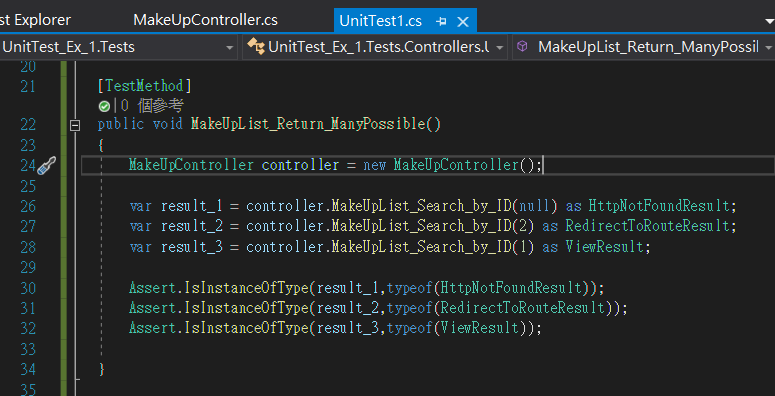 st Explorer MakeUpController.cs UnitTest1.cs
UnitTest_Ex_1.Tests UnitTest_Ex_1.Tests.Controllers.U MakeUpList_Return_ManyPossil
20
21 [TestMethod]
|0 個參考
22 public void MakeUpList_Return_ManyPossible()
23 {
24 MakeUpController controller = new MakeUpController();
25
26 var result_1 = controller.MakeUpList_Search_by_ID(null) as HttpNotFoundResult;
27 var result_2 = controller.MakeUpList_Search_by_ID(2) as RedirectToRouteResult;
28 var result_3 = controller.MakeUpList_Search_by_ID(1) as ViewResult;
29
30 Assert.IsInstanceOfType(result_1,typeof(HttpNotFoundResult));
31 Assert.IsInstanceOfType(result_2,typeof(RedirectToRouteResult));
32 Assert.IsInstanceOfType(result_3,typeof(ViewResult));
33
34 }
35